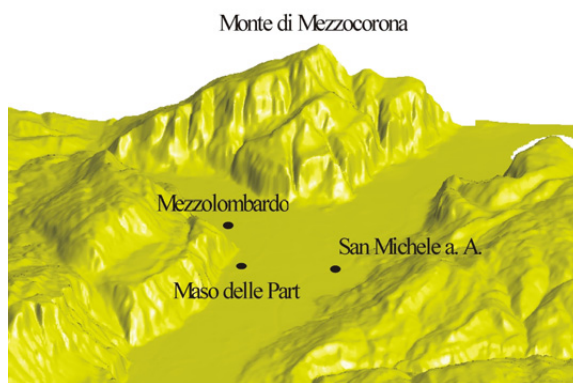 Monte di Mezzocorona
Mezzolombardo
San Michele a. A.
Maso delle Part